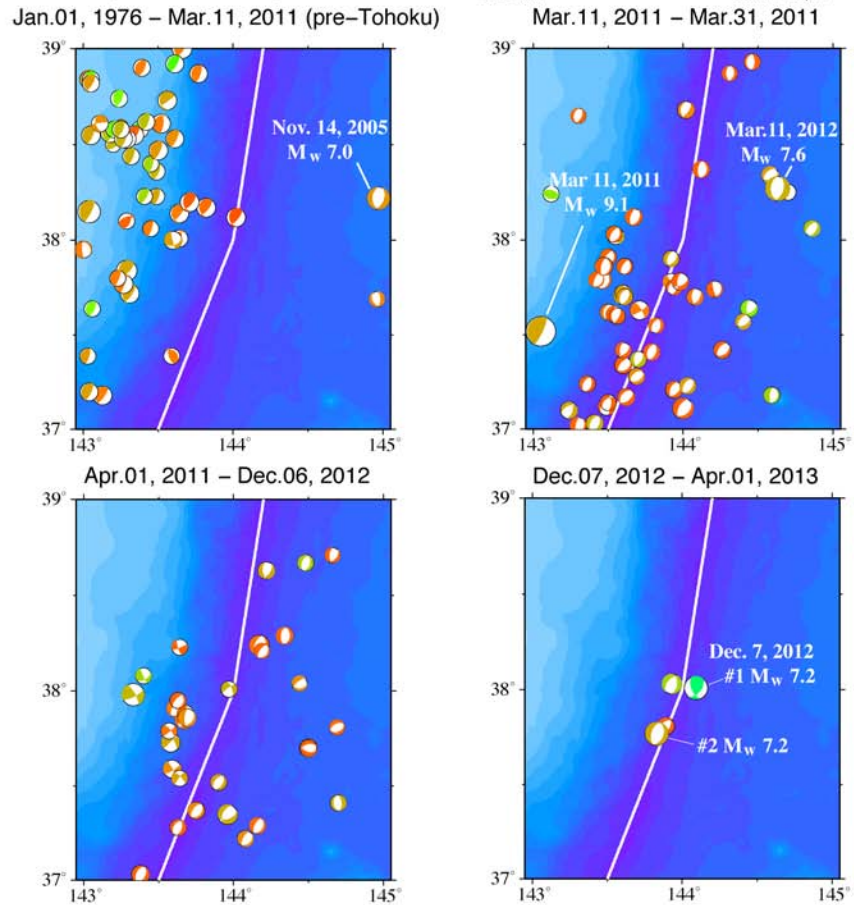 Jan.01, 1976 − Mar.11, 2011 (pre−Tohoku)
39°
38°
37°
143°
144°
145°
Nov. 14, 2005
Mw 7.0
Mar.11, 2011 − Mar.31, 2011
39°
38°
37°
143°
144°
145°
Mar.11, 2012
Mw 7.6
Mar 11, 2011
Mw 9.1
Apr.01, 2011 − Dec.06, 2012
39°
38°
37°
143°
144°
145°
Dec.07, 2012 − Apr.01, 2013
39°
38°
37°
143°
144°
145°
Dec. 7, 2012
#1 Mw 7.2
#2 Mw 7.2